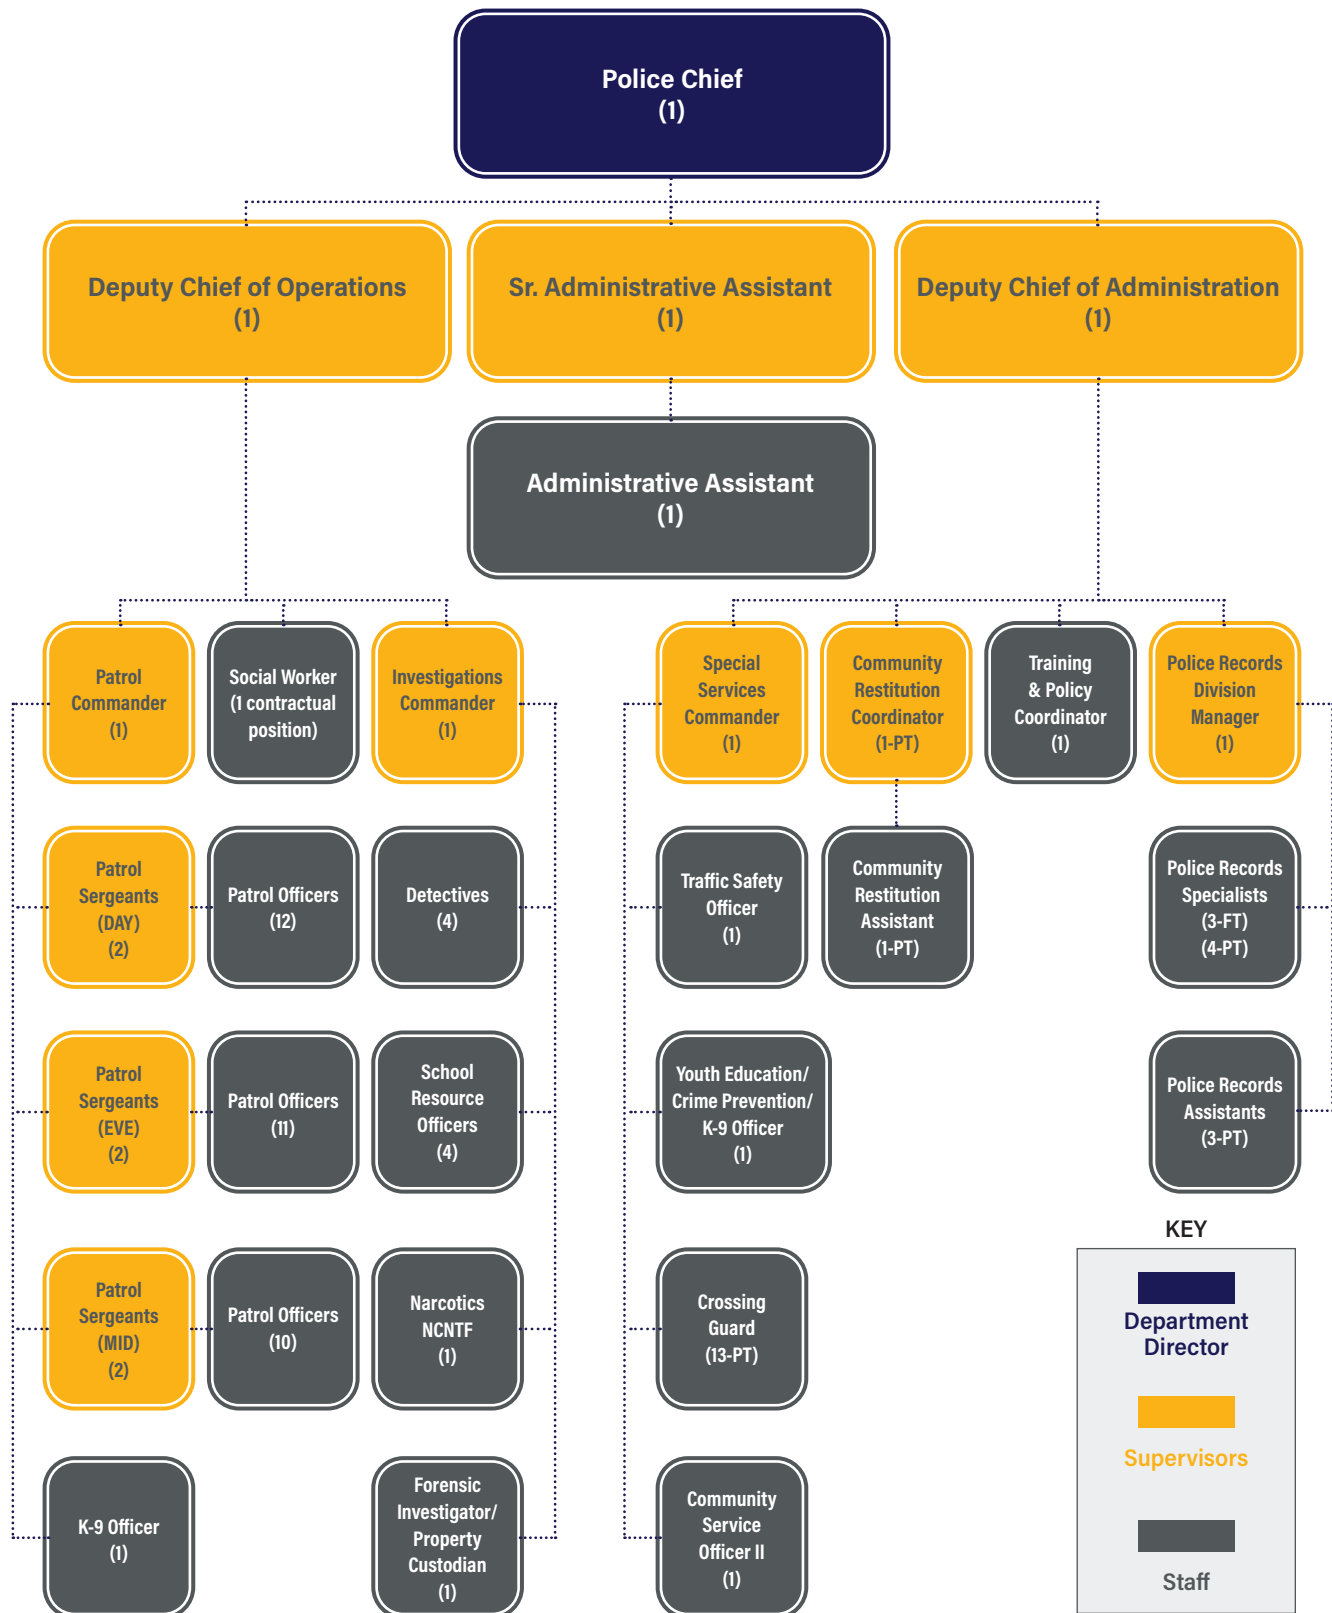 Police Chief
(1)
Deputy Chief of Operations
(1)
Sr. Administrative Assistant
(1)
Deputy Chief of Administration
(1)
Administrative Assistant
(1)
Patrol
Commander
(1)
Social Worker
(1 contractual
position)
Investigations
Commander
(1)
Special
Services
Commander
(1)
Community
Restitution
Coordinator
(1-PT)
Training
& Policy
Coordinator
(1)
Police Records
Division
Manager
(1)
Patrol
Sergeants
(DAY)
(2)
Patrol Officers
(12)
Detectives
(4)
Traffic Safety
Officer
(1)
Community
Restitution
Assistant
(1-PT)
Police Records
Specialists
(3-FT)
(4-PT)
Patrol
Sergeants
(EVE)
(2)
Patrol Officers
(11)
School
Resource
Officers
(4)
Youth Education/
Crime Prevention/
K-9 Officer
(1)
Police Records
Assistants
(3-PT)
Patrol
Sergeants
(MID)
(2)
Patrol Officers
(10)
Narcotics
NCNTF
(1)
Crossing
Guard
(13-PT)
K-9 Officer
(1)
Forensic
Investigator/
Property
Custodian
(1)
Community
Service
Officer II
(1)
KEY
Department
Director
Supervisors
Staff